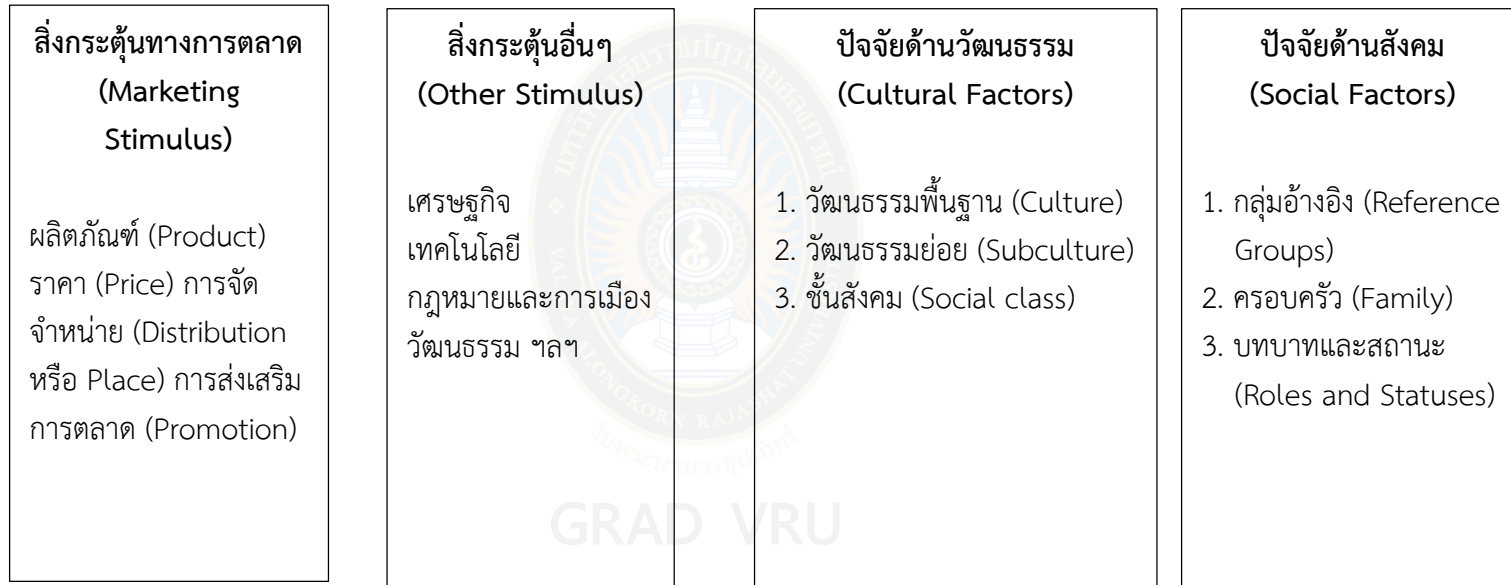 สิ่งกระตุ้นทางการตลาด
(Marketing
Stimulus)
ผลิตภัณฑ์ (Product)
ราคา (Price) การจัด
จำหน่าย (Distribution
หรือ Place) การส่งเสริม
การตลาด (Promotion)
สิ่งกระตุ้นอื่นๆ
(Other Stimulus)
เศรษฐกิจ
เทคโนโลยี
กฎหมายและการเมือง
วัฒนธรรม ฯลฯ
ปัจจัยด้านวัฒนธรรม
(Cultural Factors)
1. วัฒนธรรมพื้นฐาน (Culture)
2. วัฒนธรรมย่อย (Subculture)
3. ชั้นสังคม (Social class)
ปัจจัยด้านสังคม
(Social Factors)
1. กลุ่มอ้างอิง (Reference
Groups)
2. ครอบครัว (Family)
3. บทบาทและสถานะ
(Roles and Statuses)
GRAD VRU